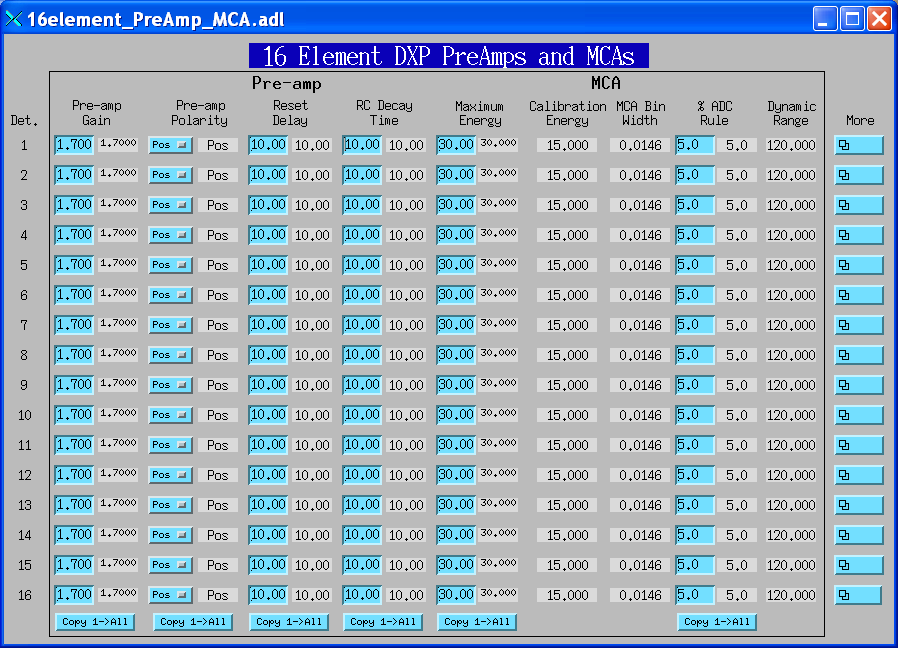 16element_PreAmp_MCA.adl
16 Element DXP PreAmps and MCAs
Pre-amp MCA
Pre-amp Pre-amp Reset RC Decay Maximum Calibration MCA Bin % ADC Dynamic
Det. Gain Polarity Delay Time Energy Energy Width Rule Range More
1 1.700 1.7000 Pos Pos 10.00 10.00 10.00 10.00 30.00 30.000 15.000 0.0146 5.0 5.0 120.000
2 1.700 1.7000 Pos Pos 10.00 10.00 10.00 10.00 30.00 30.000 15.000 0.0146 5.0 5.0 120.000
3 1.700 1.7000 Pos Pos 10.00 10.00 10.00 10.00 30.00 30.000 15.000 0.0146 5.0 5.0 120.000
4 1.700 1.7000 Pos Pos 10.00 10.00 10.00 10.00 30.00 30.000 15.000 0.0146 5.0 5.0 120.000
5 1.700 1.7000 Pos Pos 10.00 10.00 10.00 10.00 30.00 30.000 15.000 0.0146 5.0 5.0 120.000
6 1.700 1.7000 Pos Pos 10.00 10.00 10.00 10.00 30.00 30.000 15.000 0.0146 5.0 5.0 120.000
7 1.700 1.7000 Pos Pos 10.00 10.00 10.00 10.00 30.00 30.000 15.000 0.0146 5.0 5.0 120.000
8 1.700 1.7000 Pos Pos 10.00 10.00 10.00 10.00 30.00 30.000 15.000 0.0146 5.0 5.0 120.000
9 1.700 1.7000 Pos Pos 10.00 10.00 10.00 10.00 30.00 30.000 15.000 0.0146 5.0 5.0 120.000
10 1.700 1.7000 Pos Pos 10.00 10.00 10.00 10.00 30.00 30.000 15.000 0.0146 5.0 5.0 120.000
11 1.700 1.7000 Pos Pos 10.00 10.00 10.00 10.00 30.00 30.000 15.000 0.0146 5.0 5.0 120.000
12 1.700 1.7000 Pos Pos 10.00 10.00 10.00 10.00 30.00 30.000 15.000 0.0146 5.0 5.0 120.000
13 1.700 1.7000 Pos Pos 10.00 10.00 10.00 10.00 30.00 30.000 15.000 0.0146 5.0 5.0 120.000
14 1.700 1.7000 Pos Pos 10.00 10.00 10.00 10.00 30.00 30.000 15.000 0.0146 5.0 5.0 120.000
15 1.700 1.7000 Pos Pos 10.00 10.00 10.00 10.00 30.00 30.000 15.000 0.0146 5.0 5.0 120.000
16 1.700 1.7000 Pos Pos 10.00 10.00 10.00 10.00 30.00 30.000 15.000 0.0146 5.0 5.0 120.000
Copy 1->All Copy 1->All Copy 1->All Copy 1->All Copy 1->All Copy 1->All